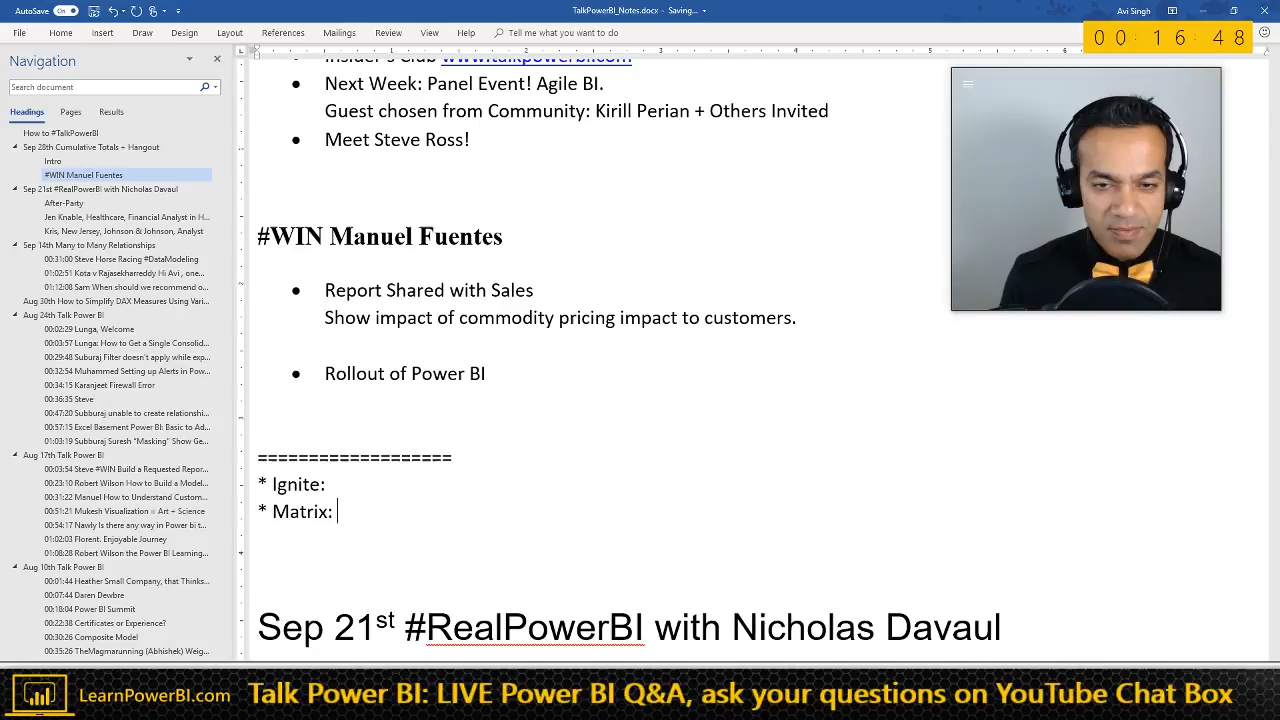 AutoSave On
TalkPowerBI_Notes.docx - Saving...
Avi Singh
File Home Insert Draw Design Layout References Mailings Review View Help Tell me what you want to do
00:16:48
Navigation
Search document
Headings Pages Results
How to #TalkPowerBI
Sep 28th Cumulative Totals + Hangout
Intro
#WIN Manuel Fuentes
Sep 21st #RealPowerBI with Nicholas Davaul
After-Party
Jen Knable, Healthcare, Financial Analyst in H...
Kris, New Jersey, Johnson & Johnson, Analyst
Sep 14th Many to Many Relationships
00:31:00 Steve Horse Racing #DataModeling
01:02:51 Kota v Rajasekharreddy Hi Avi , one...
01:12:08 Sam When should we recommend o...
Aug 30th How to Simplify DAX Measures Using Vari...
Aug 24th Talk Power BI
00:02:29 Lunga, Welcome
00:03:57 Lunga: How to Get a Single Consolid...
00:29:48 Suburaj Filter doesn't apply while exp...
00:32:54 Muhammed Setting up Alerts in Pow...
00:34:15 Karanjeet Firewall Error
00:36:35 Steve
00:47:20 Subburaj unable to create relationshi...
00:57:15 Excel Basement Power BI: Basic to Ad...
01:03:19 Subburaj Suresh "Masking" Show Ge...
Aug 17th Talk Power BI
00:03:54 Steve #WIN Build a Requested Repor...
00:23:10 Robert Wilson How to Build a Cale...
00:31:22 Manuel How to Understand Custom...
00:51:21 Mukesh Visualization = Art + Science
00:54:17 Nawly Is there any way in Power bi t...
01:02:03 Florent. Enjoyable Journey
01:08:28 Robert Wilson the Power BI Learning...
Aug 10th Talk Power BI
00:01:44 Heather Small Company, that Thinks...
00:07:44 Daren Dewbre
00:18:04 Power BI Summit
00:22:38 Certificates or Experience?
00:30:26 Composite Model
00:35:26 TheMagmarunning (Abhishek) Weig...
Insider's Club www.talkpowerbi.com
• Next Week: Panel Event! Agile BI.
Guest chosen from Community: Kirill Perian + Others Invited
• Meet Steve Ross!
#WIN Manuel Fuentes
• Report Shared with Sales
Show impact of commodity pricing impact to customers.
• Rollout of Power BI
===================
* Ignite:
* Matrix:
Sep 21st #RealPowerBI with Nicholas Davaul
LearnPowerBI.com
Talk Power BI: LIVE Power BI Q&A, ask your questions on YouTube Chat Box